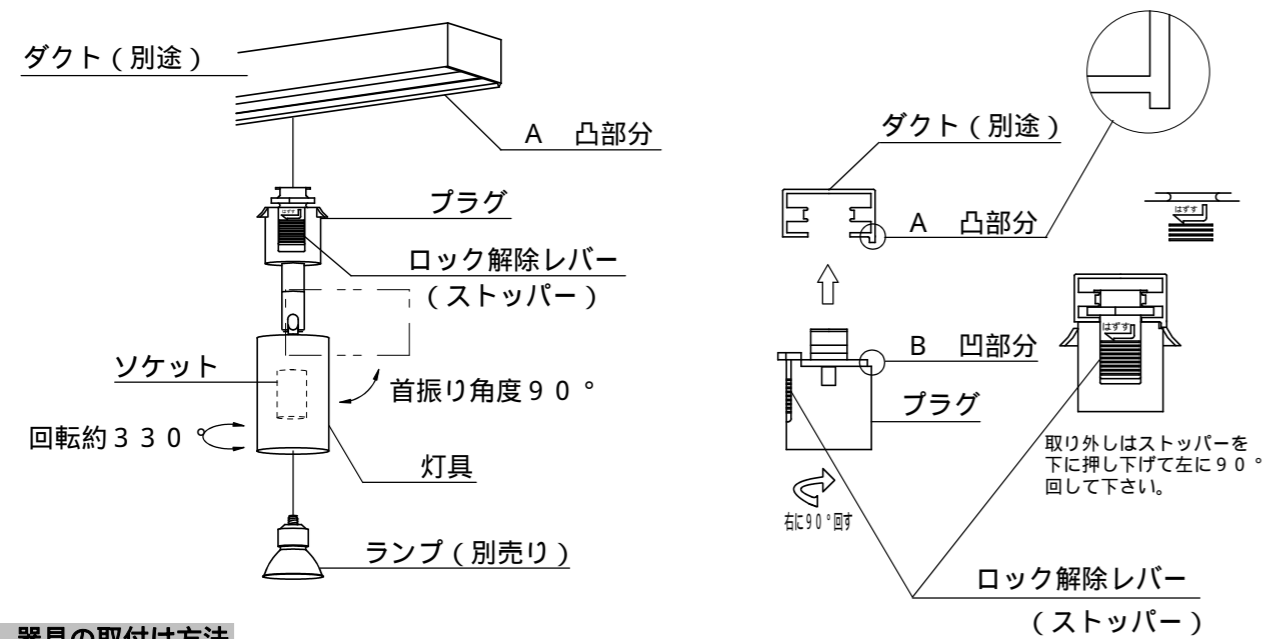 ダクト（別途）
A　凸部分
プラグ
はずす
ロック解除レバー
（ストッパー）
ソケット
首振り角度９０°
回転約３３０°
灯具
ランプ（別売り）
ダクト（別途）
A　凸部分
はずす
B　凹部分
はずす
プラグ
取り外しはストッパーを
下に押し下げて左に９０°
回して下さい。
右に９０°回す
ロック解除レバー
（ストッパー）
器具の取付け方法